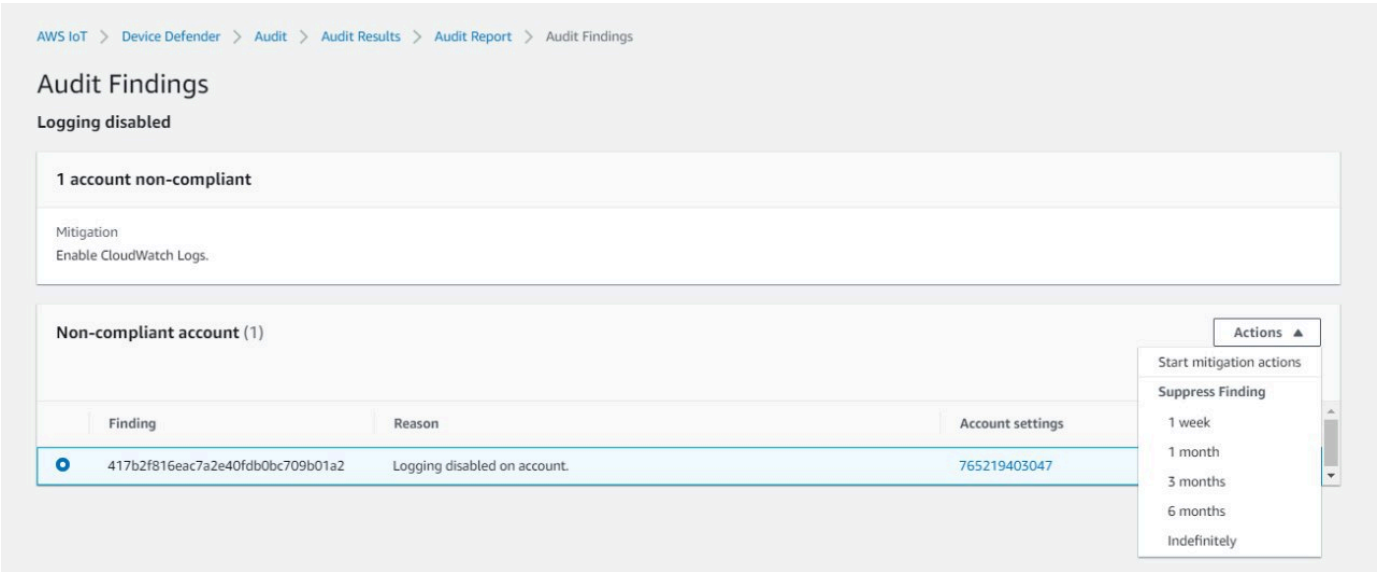 AWS IoT > Device Defender > Audit > Audit Results > Audit Report > Audit Findings
Audit Findings
Logging disabled
1 account non-compliant
Mitigation
Enable CloudWatch Logs.
Non-compliant account (1)
Actions ▲
Start mitigation actions
Suppress Finding
1 week
1 month
3 months
6 months
Indefinitely
Finding Reason Account settings
417b2f816eac7a2e40fdb0bc709b01a2 Logging disabled on account. 765219403047